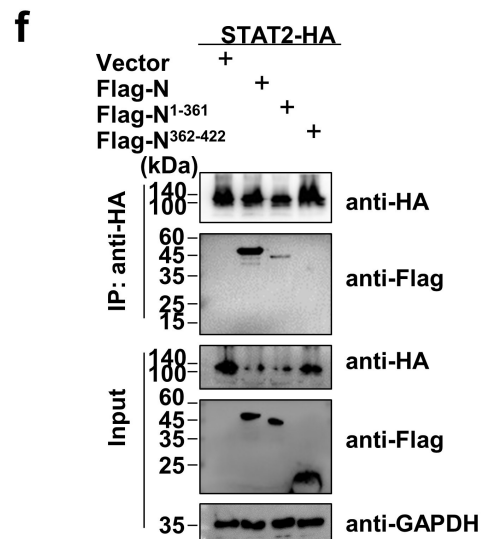 f
STAT2-HA
Vector +
Flag-N +
Flag-N1-361 +
Flag-N362-422 +
(kDa)
IP: anti-HA
140
100
anti-HA
60
45
35
25
15
anti-Flag
Input
140
100
anti-HA
60
45
35
25
anti-Flag
35
anti-GAPDH